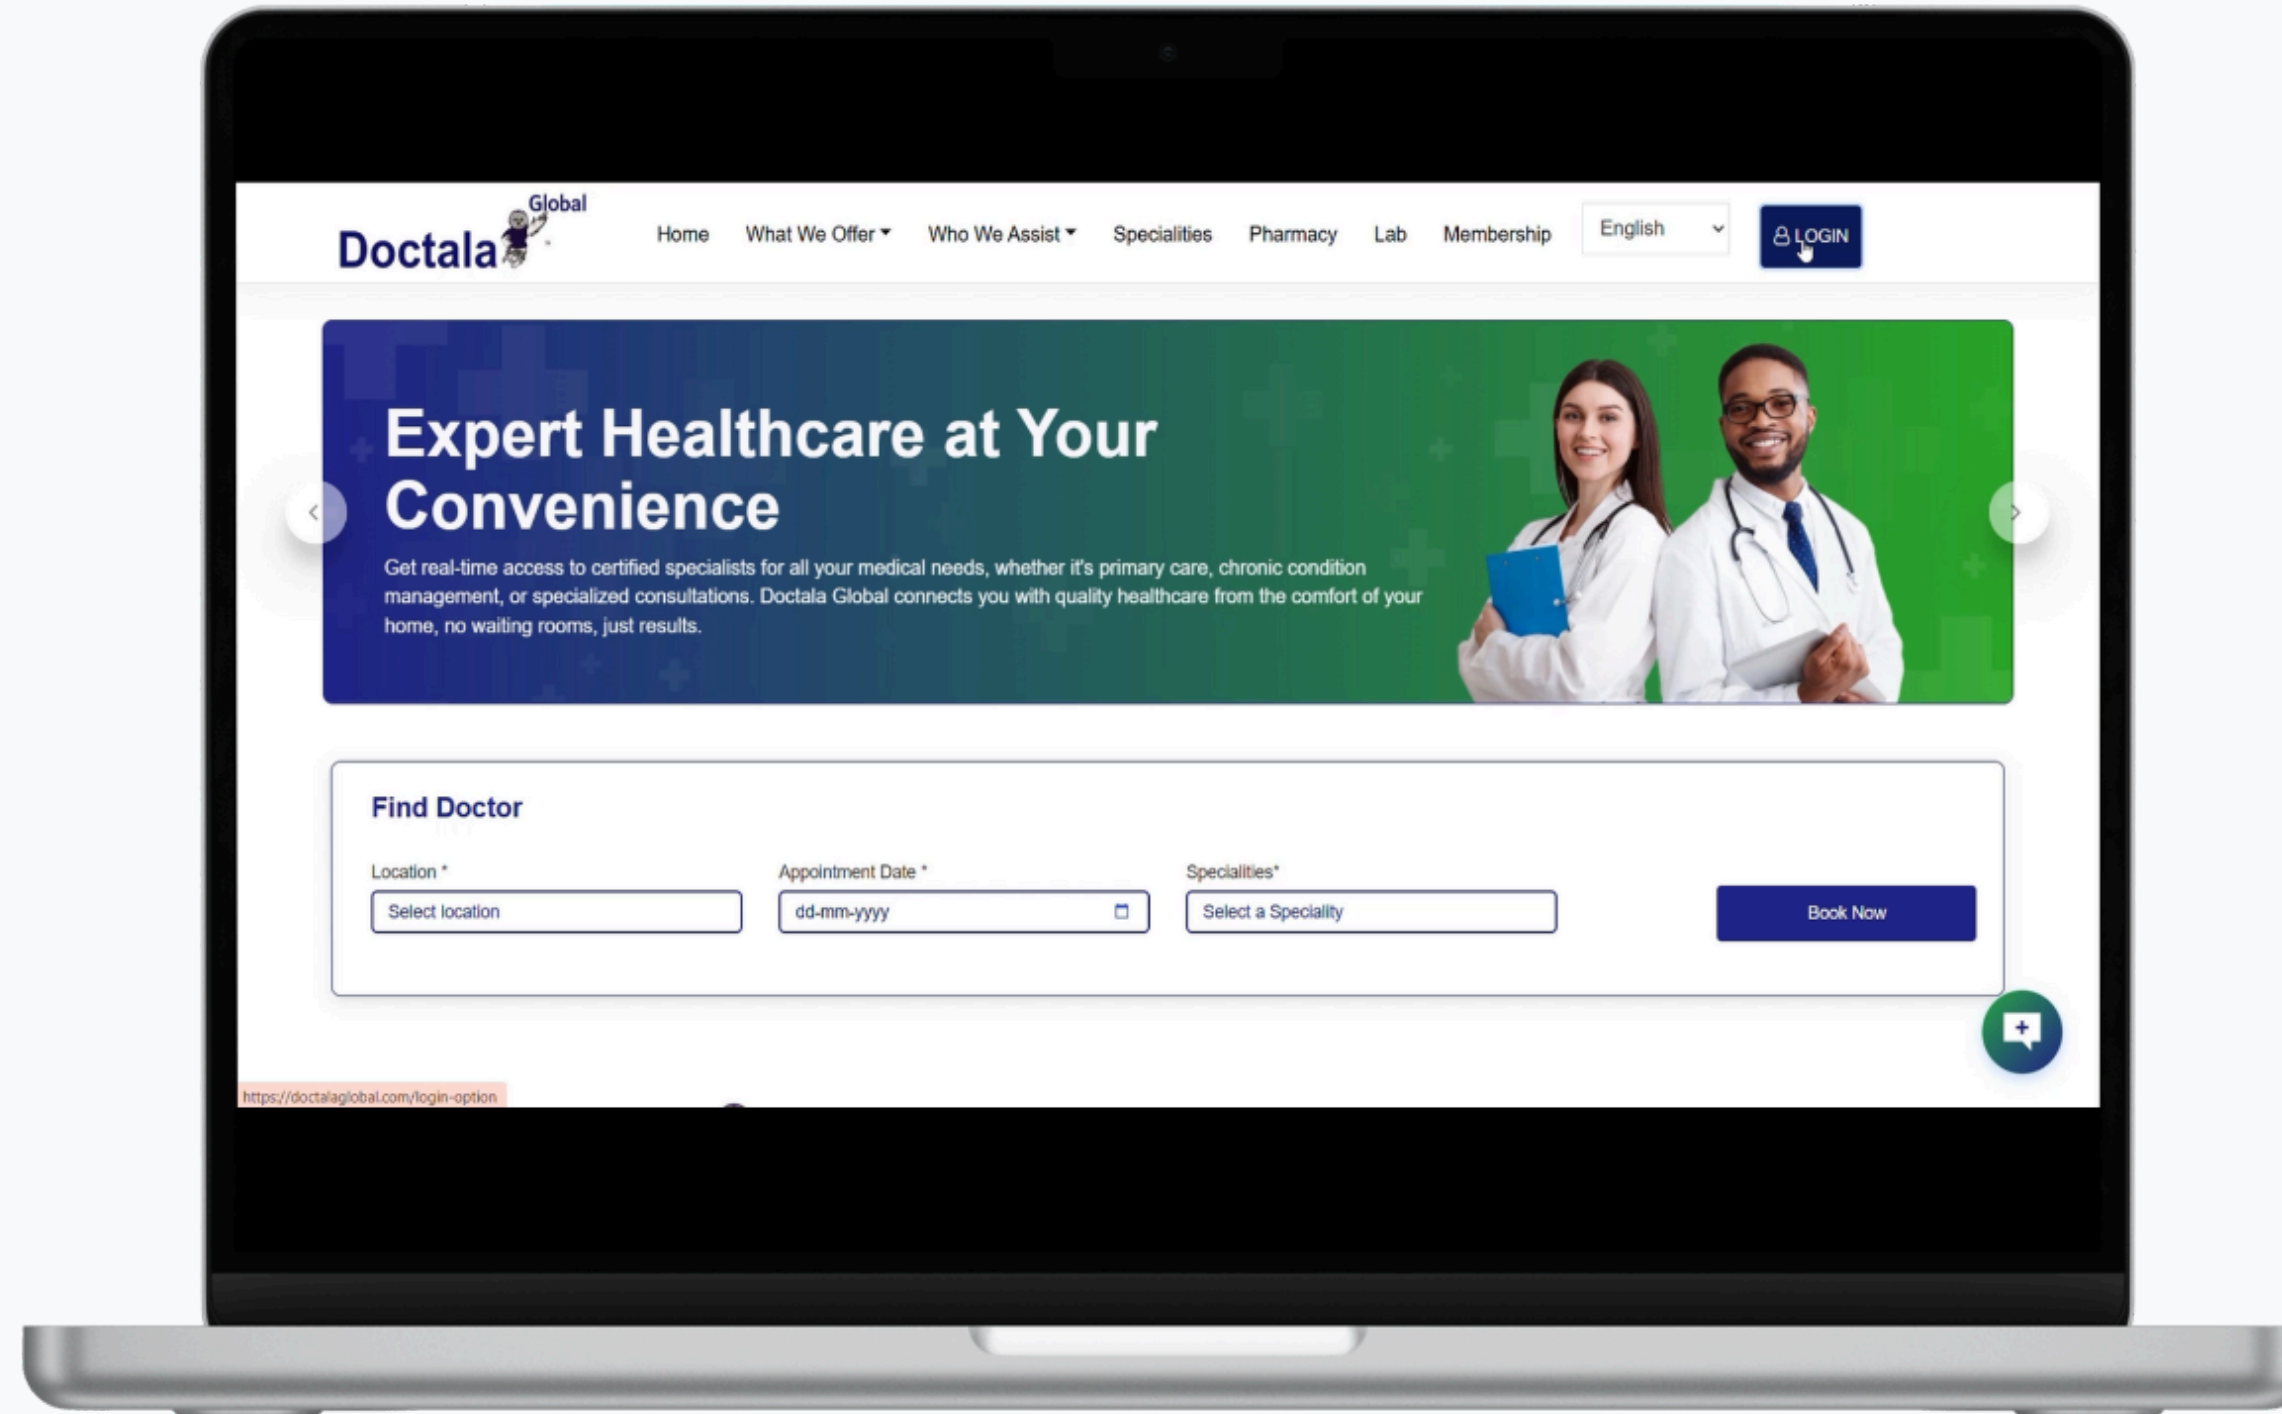 Global
Doctala
Home What We Offer Who We Assist Specialities Pharmacy Lab Membership English LOGIN
Expert Healthcare at Your
Convenience
Get real-time access to certified specialists for all your medical needs, whether it's primary care, chronic condition
management, or specialized consultations. Doctala Global connects you with quality healthcare from the comfort of your
home, no waiting rooms, just results.
Find Doctor
Location * Appointment Date * Specialities*
Select location dd-mm-yyyy Select a Speciality Book Now
https://doctalaglobal.com/login-option